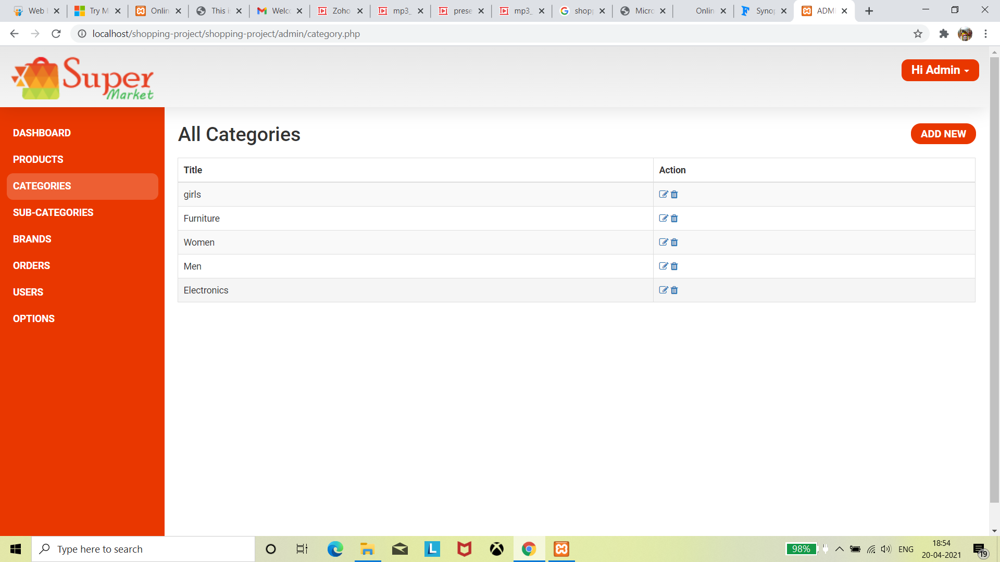 Web Try M Onlin This i Welc Zoho mp3_ prese mp3_ shop Micro Onlin Synop ADMI
localhost/shopping-project/shopping-project/admin/category.php
Super
Market
Hi Admin
DASHBOARD
PRODUCTS
CATEGORIES
SUB-CATEGORIES
BRANDS
ORDERS
USERS
OPTIONS
All Categories
ADD NEW
Title Action
girls
Furniture
Women
Men
Electronics
Type here to search
L
98%
ENG
18:54
20-04-2021
19